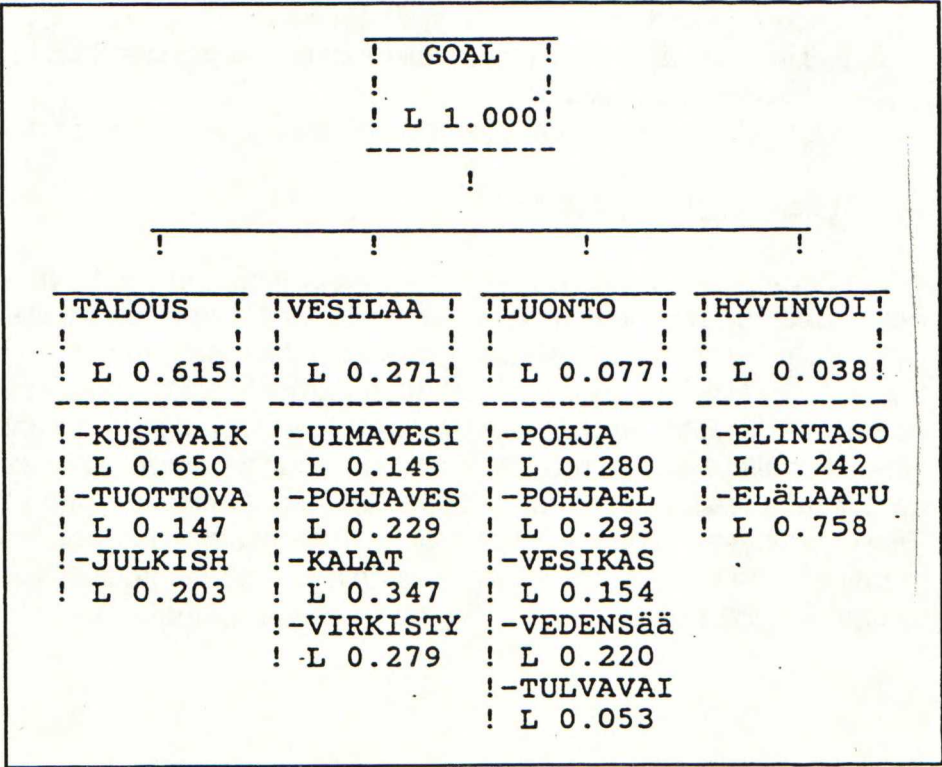 ! GOAL !
! !
! L 1.000!
----------
!
! ! ! !
!TALOUS ! !VESILAA ! !LUONTO ! !HYVINVOI!
! ! ! ! ! ! ! !
! L 0.615! ! L 0.271! ! L 0.077! ! L 0.038!
---------- ---------- ---------- ----------
!-KUSTVAIK !-UIMAVESI !-POHJA !-ELINTASO
! L 0.650 ! L 0.145 ! L 0.280 ! L 0.242
!-TUOTTOVA !-POHJAVES !-POHJAEL !-ELäLAATU
! L 0.147 ! L 0.229 ! L 0.293 ! L 0.758
!-JULKISH !-KALAT !-VESIKAS
! L 0.203 ! L 0.347 ! L 0.154
!-VIRKISTY !-VEDENSää
! L 0.279 ! L 0.220
!-TULVAVAI
! L 0.053